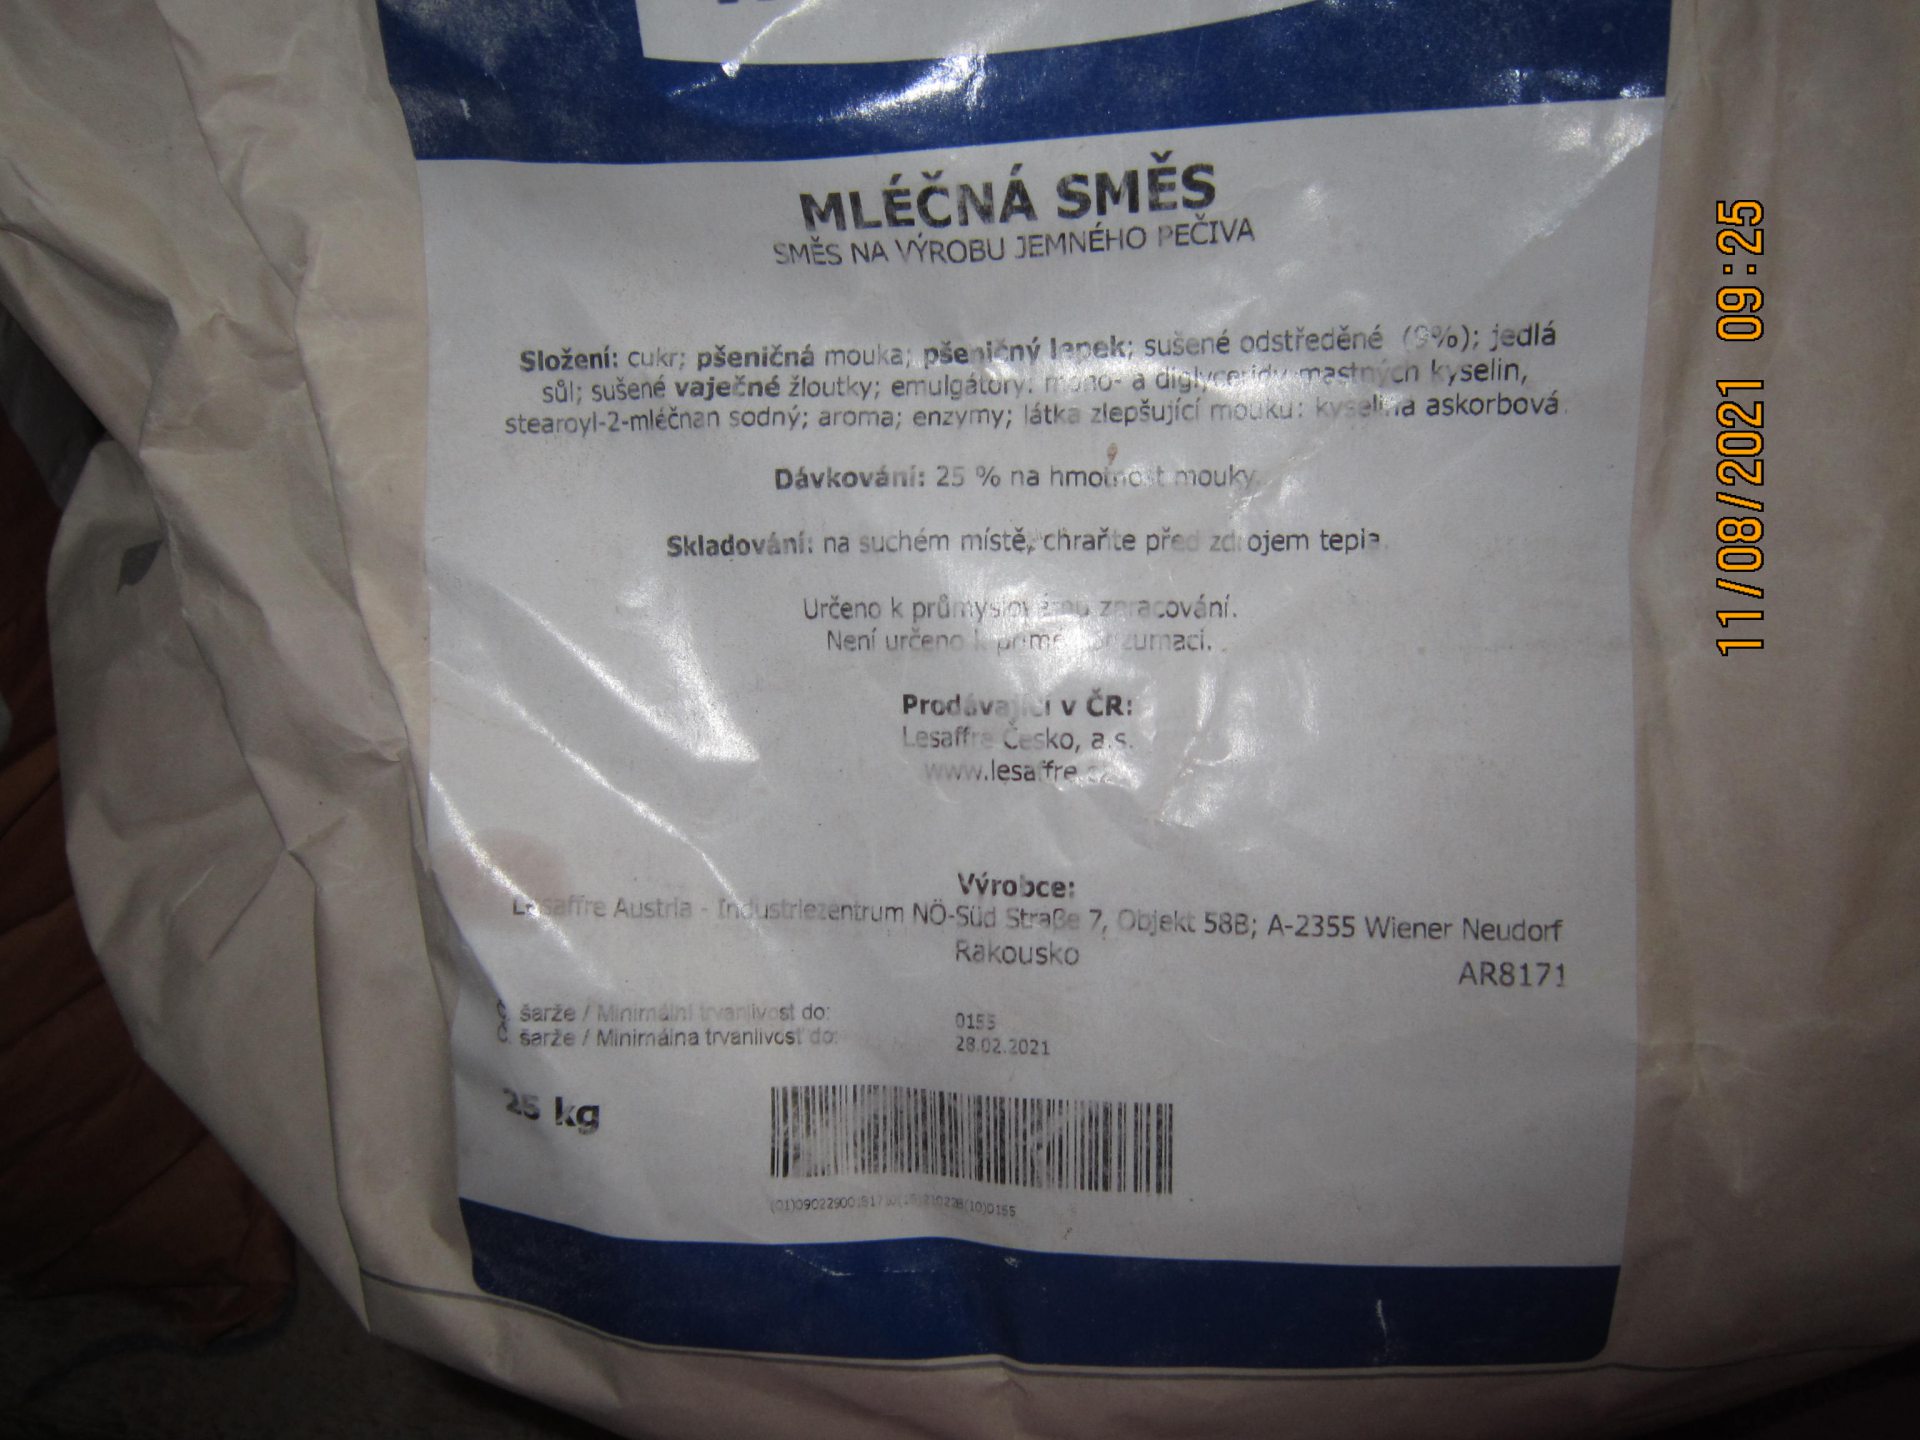 MLÉČNÁ SMĚS
SMĚS NA VÝROBU JEMNÉHO PEČIVA
Složení: cukr; pšeničná mouka; pšeničný lepek; sušené odstředěné (9%); jedlá
sůl; sušené vaječné žloutky; emulgátory: mono- a diglyceridy mastných kyselin,
stearoyl-2-mléčnan sodný; aroma; enzymy; látka zlepšující mouku: kyselina askorbová.
Dávkování: 25 % na hmotnost mouky.
Skladování: na suchém místě, chraňte před zdrojem tepla.
Určeno k průmyslovému zpracování.
Není určeno k konzumaci.
Prodávající v ČR:
Lesaffre Česko, a.s.
www.lesaffre.cz
Výrobce:
Lesaffre Austria - Industriezentrum NÖ-Süd Straße 7, Objekt 58B; A-2355 Wiener Neudorf
Rakousko
AR8171
Č. šarže / Minimální trvanlivost do: 0155
Č. šarže / Minimálna trvanlivosť do: 28.02.2021
25 kg
11/08/2021 09:25